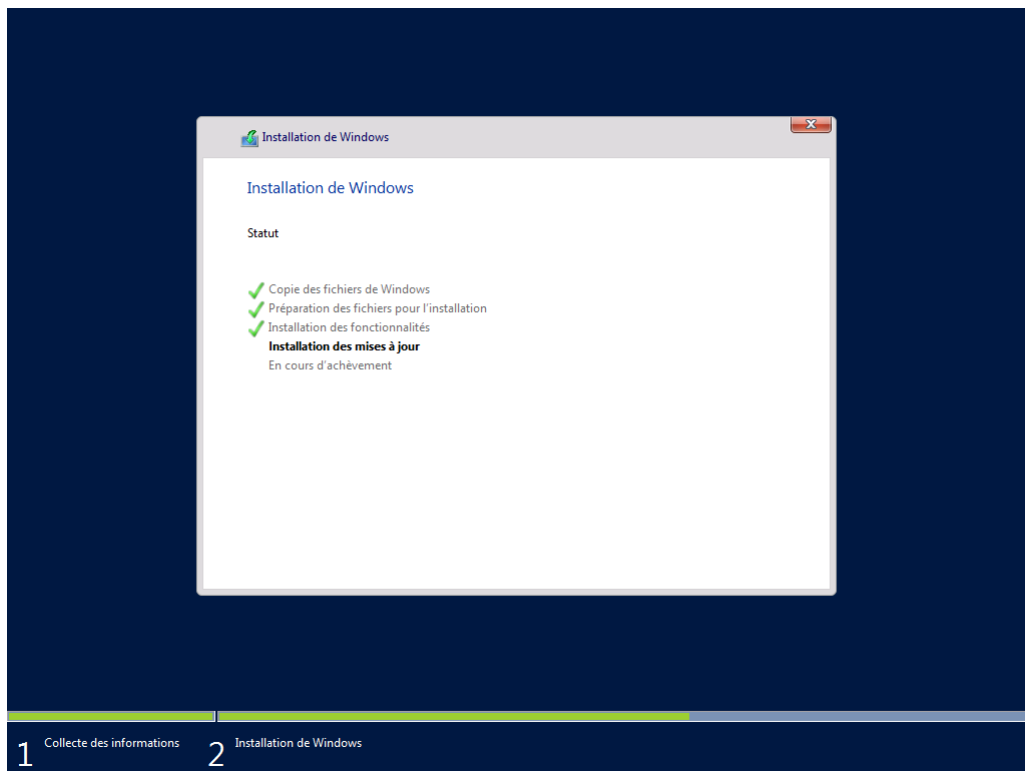 Installation de Windows
Installation de Windows
Statut
Copie des fichiers de Windows
Préparation des fichiers pour l'installation
Installation des fonctionnalités
Installation des mises à jour
En cours d'achèvement
1 Collecte des informations 2 Installation de Windows